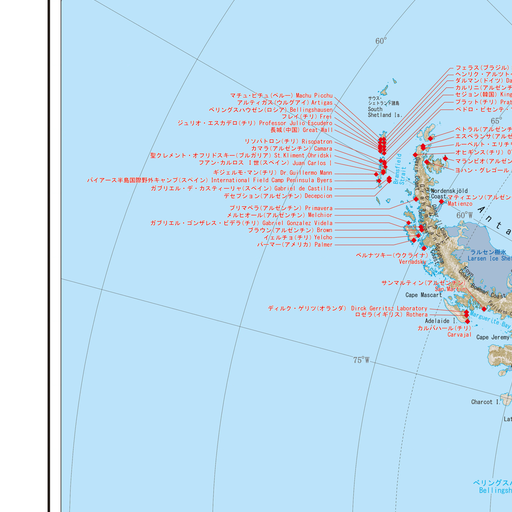 60°
フェラス(ブラジル)
ヘンリク・アルツト
マチュ・ピチュ(ペルー) Machu Picchu
アルティガス(ウルグアイ) Artigas
ベリングスハウゼン(ロシア) Bellingshausen
フレイ(チリ) Frei
ジュリオ・エスカデロ(チリ) Professor Julio Escudero
長城(中国) Great Wall
サウス
シェトランド諸島
South
Shetland Is.
ダルマン(ドイツ)
カルリニ(アルゼンチ
セジョン(韓国) King
プラット(チリ) Prat
ペドロ・ビセンテ・
65°
リソパトロン(チリ) Risopatron
カマラ(アルゼンチン) Camara
聖クレメント・オフリドスキー(ブルガリア) St Kliment Ohridski
フアン・カルロス 1世(スペイン) Juan Carlos I
ギジェルモ・マン(チリ) Dr Guillermo Mann
バイアース半島国際野外キャンプ(スペイン) International Field Camp Península Byers
ガブリエル・デ・カスティーリャ(スペイン) Gabriel de Castilla
デセプション(アルゼンチン) Decepcion
Bransfield
Strait
ペトラル(アルゼンチ
エスペランサ(アルゼ
ルーベルト・エリチ
オヒギンス(チリ)
マランビオ(アルゼンチ
ヨハン・グレゴール
Nordenskjöld
Coast
マティエンソ(アルゼン
Matienzo
60°W
Anta
プリマベラ(アルゼンチン) Primavera
メルヒオール(アルゼンチン) Melchior
ガブリエル・ゴンザレス・ビデラ(チリ) Gabriel Gonzalez Videla
ブラウン(アルゼンチン) Brown
イェルチョ(チリ) Yelcho
パーマー(アメリカ) Palmer
ベルナツキー(ウクライナ)
Vernadsky
ラルセン棚氷
Larsen Ice Shel
サンマルティン(アルゼンチン)
San Martin
Cape Mascart
ディルク・ゲリツ(オランダ) Dirck Gerritsz Laboratory
ロゼラ(イギリス) Rothera
Adelaide I.
カルバハール(チリ)
Carvajal
Marguerite Bay
Cape Jeremy
75°W
Charcot I.
Lat
ベリングスハ
Bellingsh